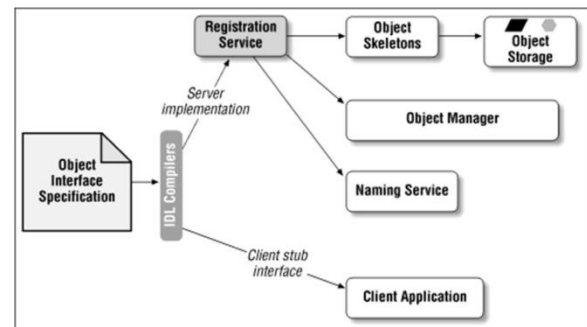 Registration
Service
Object
Skeletons
Object
Storage
Server
implementation
Object Manager
Object
Interface
Specification
IDL Compilers
Naming Service
Client stub
interface
Client Application